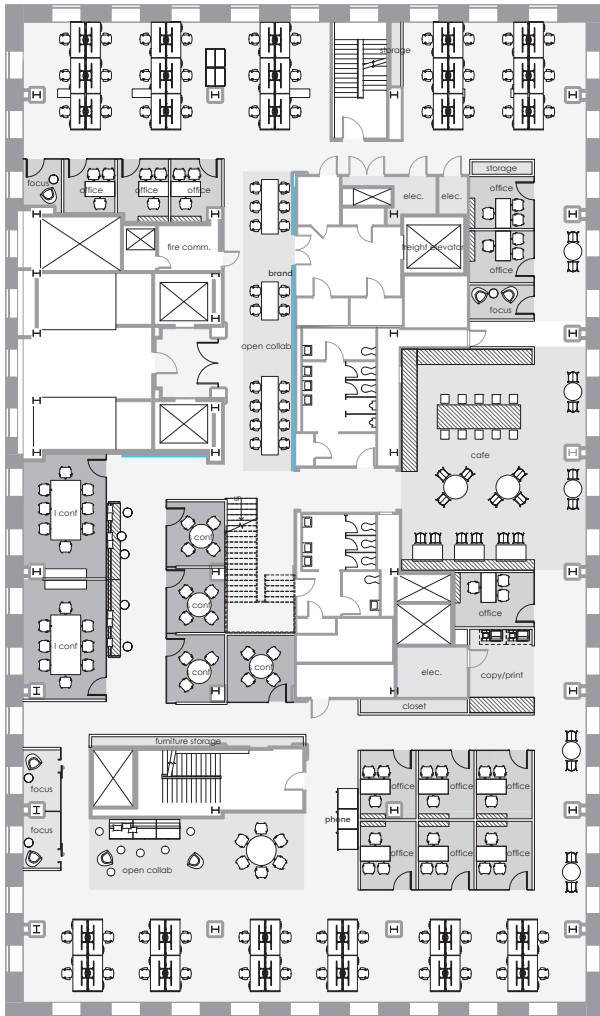 storage
storage
focus
office
office
office
office
elec.
elec.
fire comm.
freight elevator
brand
office
focus
open collab
cafe
l conf
s conf
s conf
office
l conf
s conf
s conf
elec.
copy/print
closet
furniture storage
focus
office
office
office
phone
focus
office
office
office
open collab